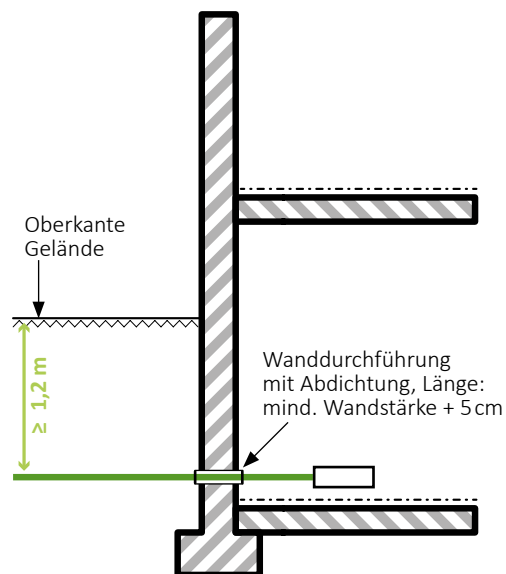 Oberkante
Gelände
≥ 1,2 m
Wanddurchführung
mit Abdichtung, Länge:
mind. Wandstärke + 5 cm